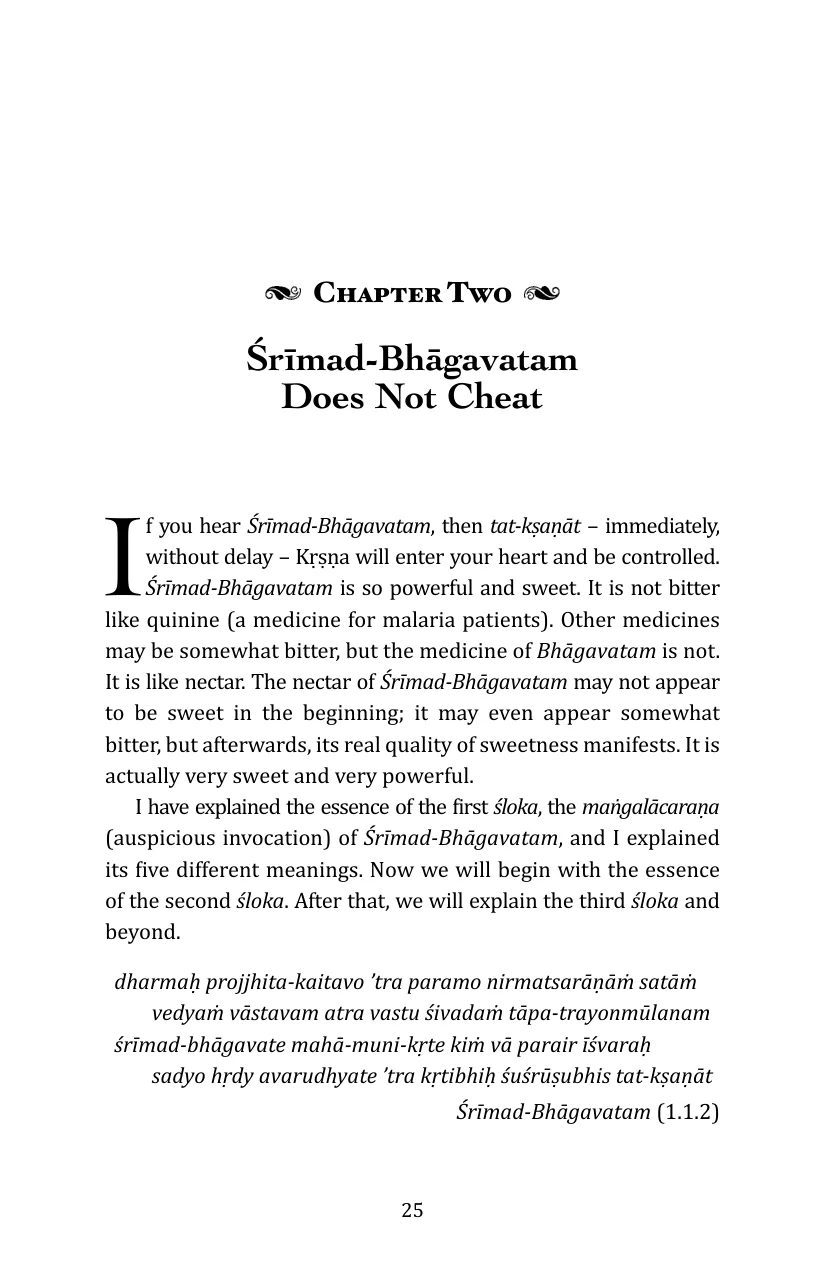 Chapter Two
Śrīmad-Bhāgavatam
Does Not Cheat
If you hear Śrīmad-Bhāgavatam, then tat-kṣaṇāt – immediately,
without delay – Kṛṣṇa will enter your heart and be controlled.
Śrīmad-Bhāgavatam is so powerful and sweet. It is not bitter
like quinine (a medicine for malaria patients). Other medicines
may be somewhat bitter, but the medicine of Bhāgavatam is not.
It is like nectar. The nectar of Śrīmad-Bhāgavatam may not appear
to be sweet in the beginning; it may even appear somewhat
bitter, but afterwards, its real quality of sweetness manifests. It is
actually very sweet and very powerful.
I have explained the essence of the first śloka, the maṅgalācaraṇa
(auspicious invocation) of Śrīmad-Bhāgavatam, and I explained
its five different meanings. Now we will begin with the essence
of the second śloka. After that, we will explain the third śloka and
beyond.
dharmaḥ projjhita-kaitavo ’tra paramo nirmatsarāṇāṁ satāṁ
vedyaṁ vāstavam atra vastu śivadaṁ tāpa-trayonmūlanam
śrīmad-bhāgavate mahā-muni-kṛte kiṁ vā parair īśvaraḥ
sadyo hṛdy avarudhyate ’tra kṛtibhiḥ śuśrūṣubhis tat-kṣaṇāt
Śrīmad-Bhāgavatam (1.1.2)
25